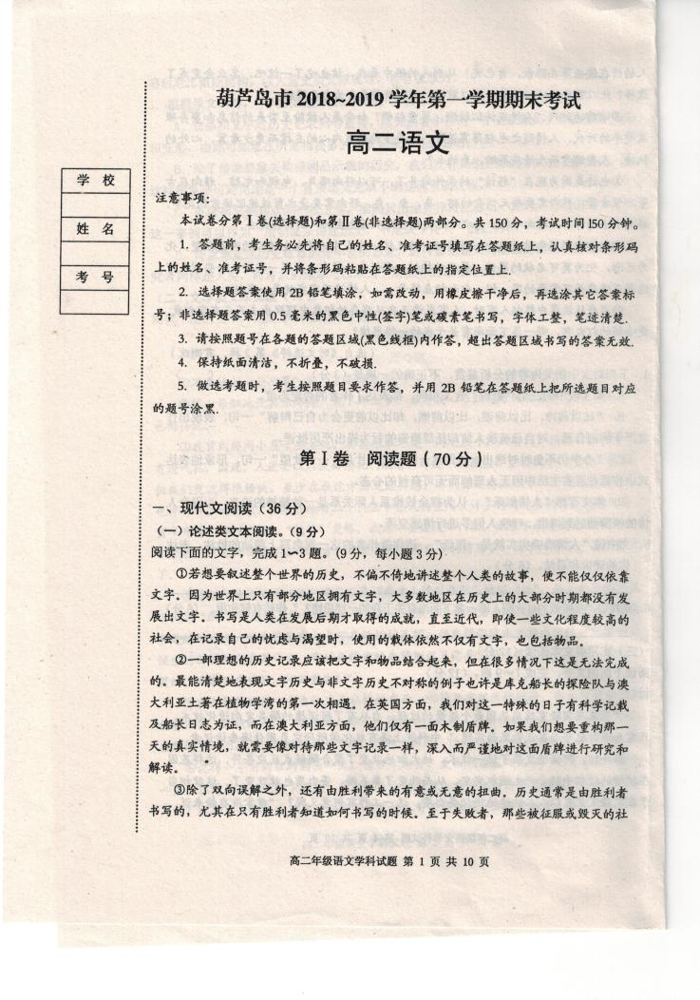 葫芦岛市 2018~2019 学年第一学期期末考试
高二语文
学 校
姓 名
考 号
注意事项:
本试卷分第Ⅰ卷(选择题)和第Ⅱ卷(非选择题)两部分。共 150 分，考试时间 150 分钟。
1. 答题前，考生务必先将自己的姓名、准考证号填写在答题纸上，认真核对条形码
上的姓名、准考证号，并将条形码粘贴在答题纸上的指定位置上.
2. 选择题答案使用 2B 铅笔填涂，如需改动，用橡皮擦干净后，再选涂其它答案标
号；非选择题答案用 0.5 毫米的黑色中性(签字)笔或碳素笔书写，字体工整，笔迹清楚.
3. 请按照题号在各题的答题区域(黑色线框)内作答，超出答题区域书写的答案无效.
4. 保持纸面清洁，不折叠，不破损.
5. 做选考题时，考生按照题目要求作答，并用 2B 铅笔在答题纸上把所选题目对应
的题号涂黑.
第Ⅰ卷 阅读题（70 分）
一、现代文阅读（36 分）
（一）论述类文本阅读。（9 分）
阅读下面的文字，完成 1~3 题。（9 分，每小题 3 分）
①若想要叙述整个世界的历史，不偏不倚地讲述整个人类的故事，便不能仅仅依靠
文字。因为世界上只有部分地区拥有文字，大多数地区在历史上的大部分时期都没有发
展出文字。书写是人类在发展后期才取得的成就，直至近代，即使一些文化程度较高的
社会，在记录自己的忧虑与渴望时，使用的载体依然不仅有文字，也包括物品。
②一部理想的历史记录应该把文字和物品结合起来，但在很多情况下这是无法完成
的。最能清楚地表现文字历史与非文字历史不对称的例子也许是库克船长的探险队与澳
大利亚土著在植物学湾的第一次相遇。在英国方面，我们对这一特殊的日子有科学记载
及船长日志为证，而在澳大利亚方面，他们仅有一面木制盾牌。如果我们想要重构那一
天的真实情境，就需要像对待那些文字记录一样，深入而严谨地对这面盾牌进行研究和
解读。
③除了双向误解之外，还有由胜利带来的有意或无意的扭曲。历史通常是由胜利者
书写的，尤其在只有胜利者知道如何书写的时候。至于失败者，那些被征服或毁灭的社
高二年级语文学科试题 第 1 页 共 10 页